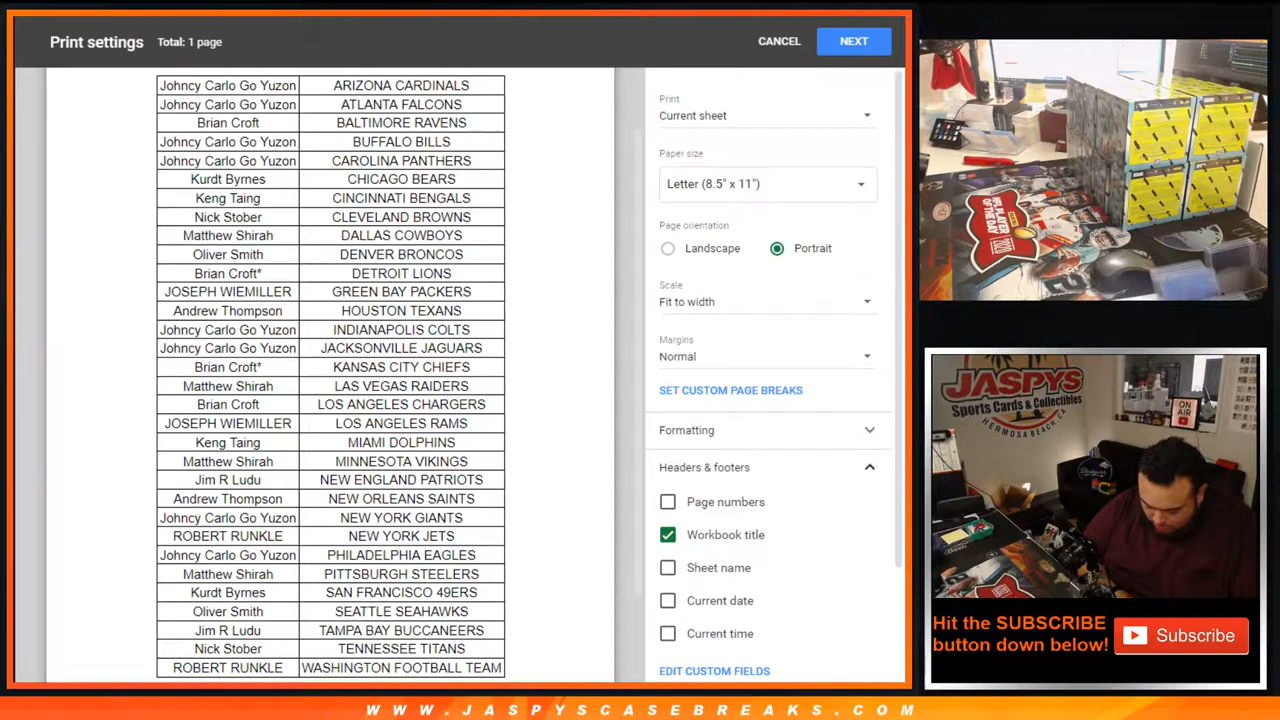 Print settings
Total: 1 page
CANCEL
NEXT
Johncy Carlo Go Yuzon ARIZONA CARDINALS
Johncy Carlo Go Yuzon ATLANTA FALCONS
Brian Croft BALTIMORE RAVENS
Johncy Carlo Go Yuzon BUFFALO BILLS
Johncy Carlo Go Yuzon CAROLINA PANTHERS
Kurdt Byrnes CHICAGO BEARS
Keng Taing CINCINNATI BENGALS
Nick Stober CLEVELAND BROWNS
Matthew Shirah DALLAS COWBOYS
Oliver Smith DENVER BRONCOS
Brian Croft* DETROIT LIONS
JOSEPH WIEMILLER GREEN BAY PACKERS
Andrew Thompson HOUSTON TEXANS
Johncy Carlo Go Yuzon INDIANAPOLIS COLTS
Johncy Carlo Go Yuzon JACKSONVILLE JAGUARS
Brian Croft* KANSAS CITY CHIEFS
Matthew Shirah LAS VEGAS RAIDERS
Brian Croft LOS ANGELES CHARGERS
JOSEPH WIEMILLER LOS ANGELES RAMS
Keng Taing MIAMI DOLPHINS
Matthew Shirah MINNESOTA VIKINGS
Jim R Ludu NEW ENGLAND PATRIOTS
Andrew Thompson NEW ORLEANS SAINTS
Johncy Carlo Go Yuzon NEW YORK GIANTS
ROBERT RUNKLE NEW YORK JETS
Johncy Carlo Go Yuzon PHILADELPHIA EAGLES
Matthew Shirah PITTSBURGH STEELERS
Kurdt Byrnes SAN FRANCISCO 49ERS
Oliver Smith SEATTLE SEAHAWKS
Jim R Ludu TAMPA BAY BUCCANEERS
Nick Stober TENNESSEE TITANS
ROBERT RUNKLE WASHINGTON FOOTBALL TEAM
Print
Current sheet
Paper size
Letter (8.5" x 11")
Page orientation
Landscape
Portrait
Scale
Fit to width
Margins
Normal
SET CUSTOM PAGE BREAKS
Formatting
Headers & footers
Page numbers
Workbook title
Sheet name
Current date
Current time
EDIT CUSTOM FIELDS
NFL PLAYER
OF THE DAY
JASPYS
Sports Cards & Collectibles
HERMOSA BEACH, CA
ON
AIR
Dodgers
Hit the SUBSCRIBE
button down below!
Subscribe
WWW.JASPYSCASEBREAKS.COM